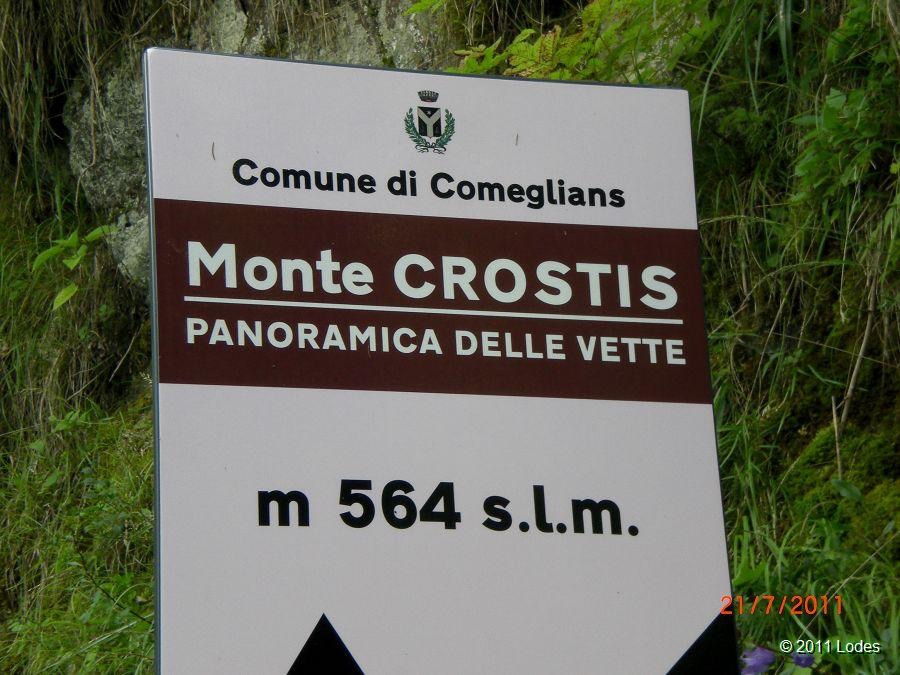 Comune di Comeglians
Monte CROSTIS
PANORAMICA DELLE VETTE
m 564 s.l.m.
21/7/2011
© 2011 Lodes